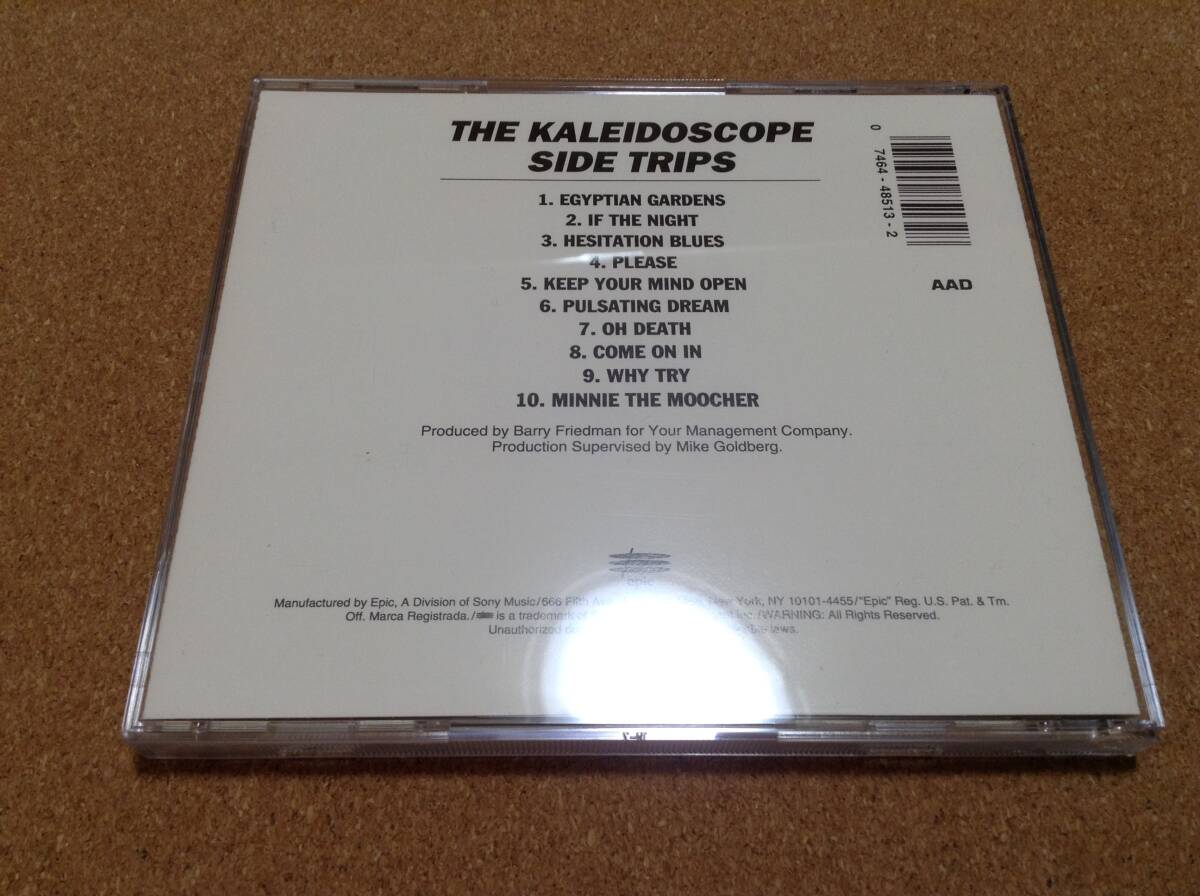 THE KALEIDOSCOPE
SIDE TRIPS
1. EGYPTIAN GARDENS
2. IF THE NIGHT
3. HESITATION BLUES
4. PLEASE
5. KEEP YOUR MIND OPEN
6. PULSATING DREAM
7. OH DEATH
8. COME ON IN
9. WHY TRY
10. MINNIE THE MOOCHER
Produced by Barry Friedman for Your Management Company.
Production Supervised by Mike Goldberg.
0 7464 - 48513 - 2
AAD
epic
Manufactured by Epic, A Division of Sony Music/666 Fifth New York, NY 10101-4455/"Epic" Reg. U.S. Pat. & Tm.
Off. Marca Registrada./ is a trademark of /WARNING: All Rights Reserved.
Unauthorized laws.